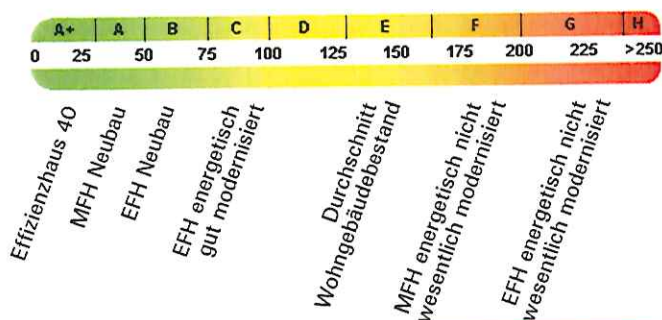 A+ A B C D E F G H
0 25 50 75 100 125 150 175 200 225 >250
Effizienzhaus 40
MFH Neubau
EFH Neubau
EFH energetisch
gut modernisiert
Durchschnitt
Wohngebäudebestand
MFH energetisch nicht
wesentlich modernisiert
EFH energetisch nicht
wesentlich modernisiert